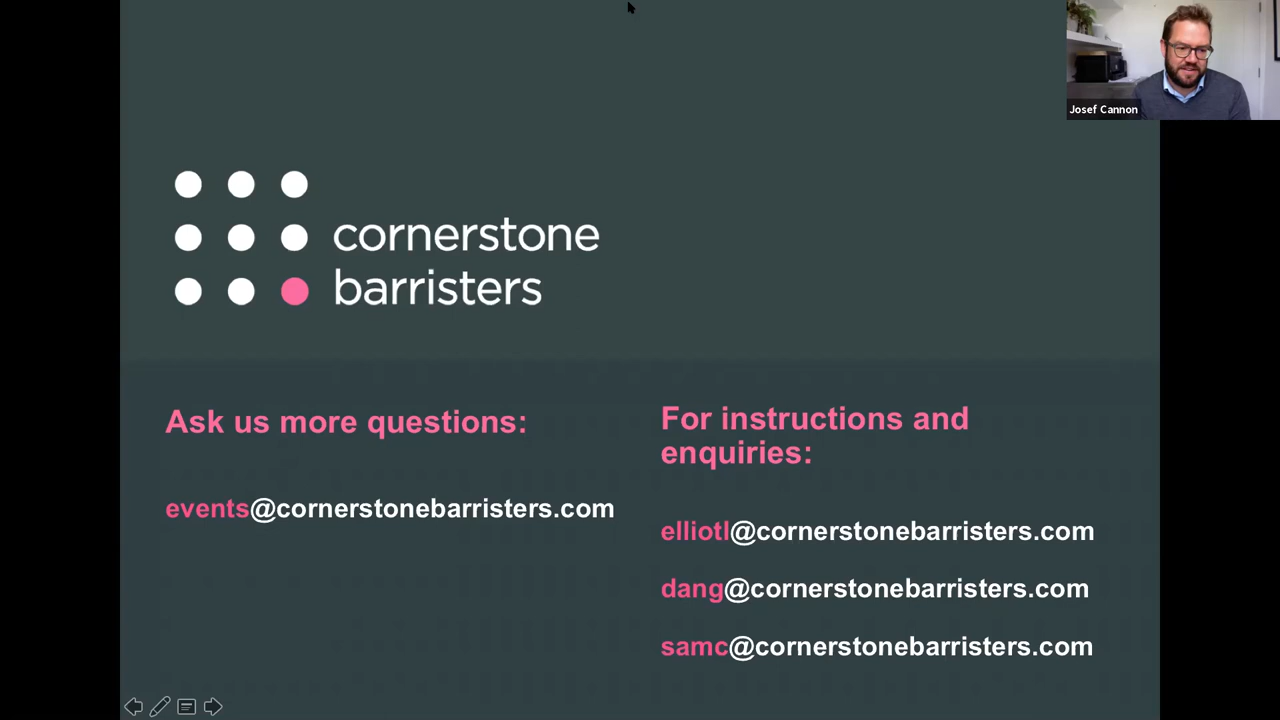 Josef Cannon
cornerstone
barristers
Ask us more questions:
events@cornerstonebarristers.com
For instructions and
enquiries:
elliotl@cornerstonebarristers.com
dang@cornerstonebarristers.com
samc@cornerstonebarristers.com